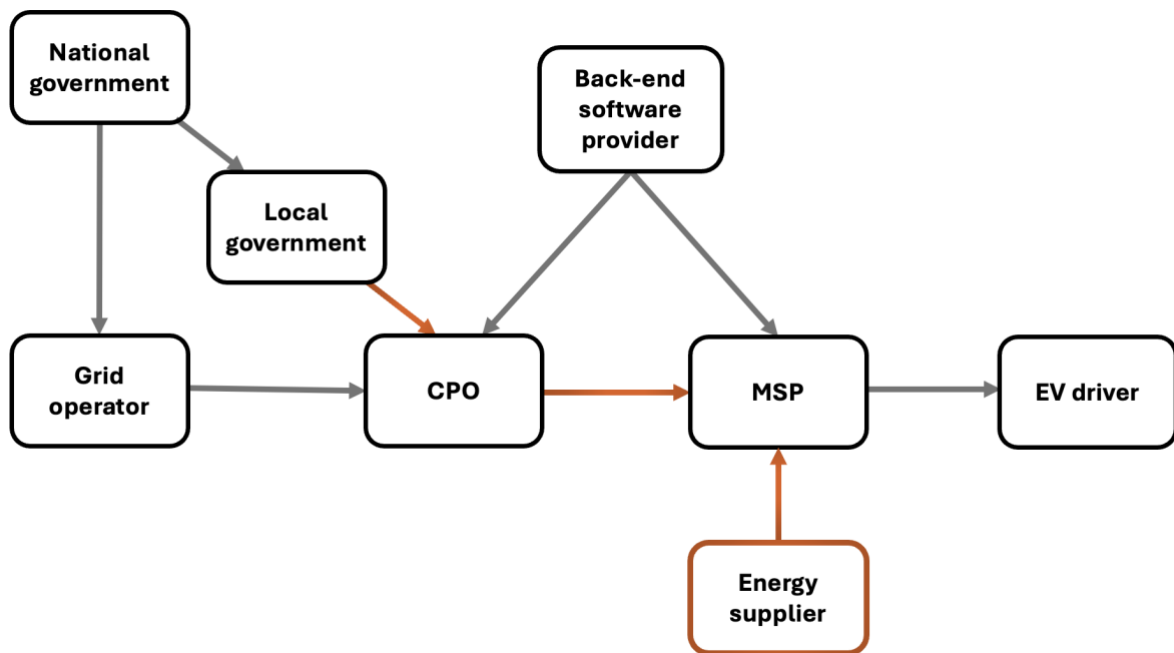 National
government
Back-end
software
provider
Local
government
Grid
operator
CPO
MSP
EV driver
Energy
supplier